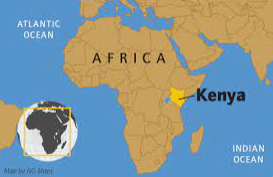 ATLANTIC
OCEAN
AFRICA
Kenya
INDIAN
OCEAN
Map by NG Maps